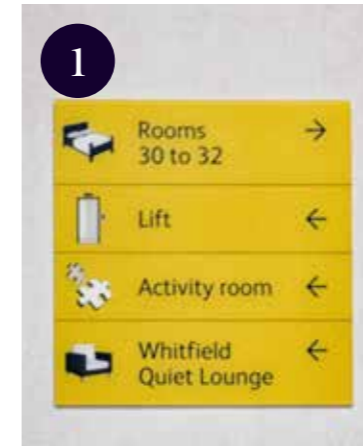 1
Rooms →
30 to 32
Lift ←
Activity room ←
Whitfield ←
Quiet Lounge